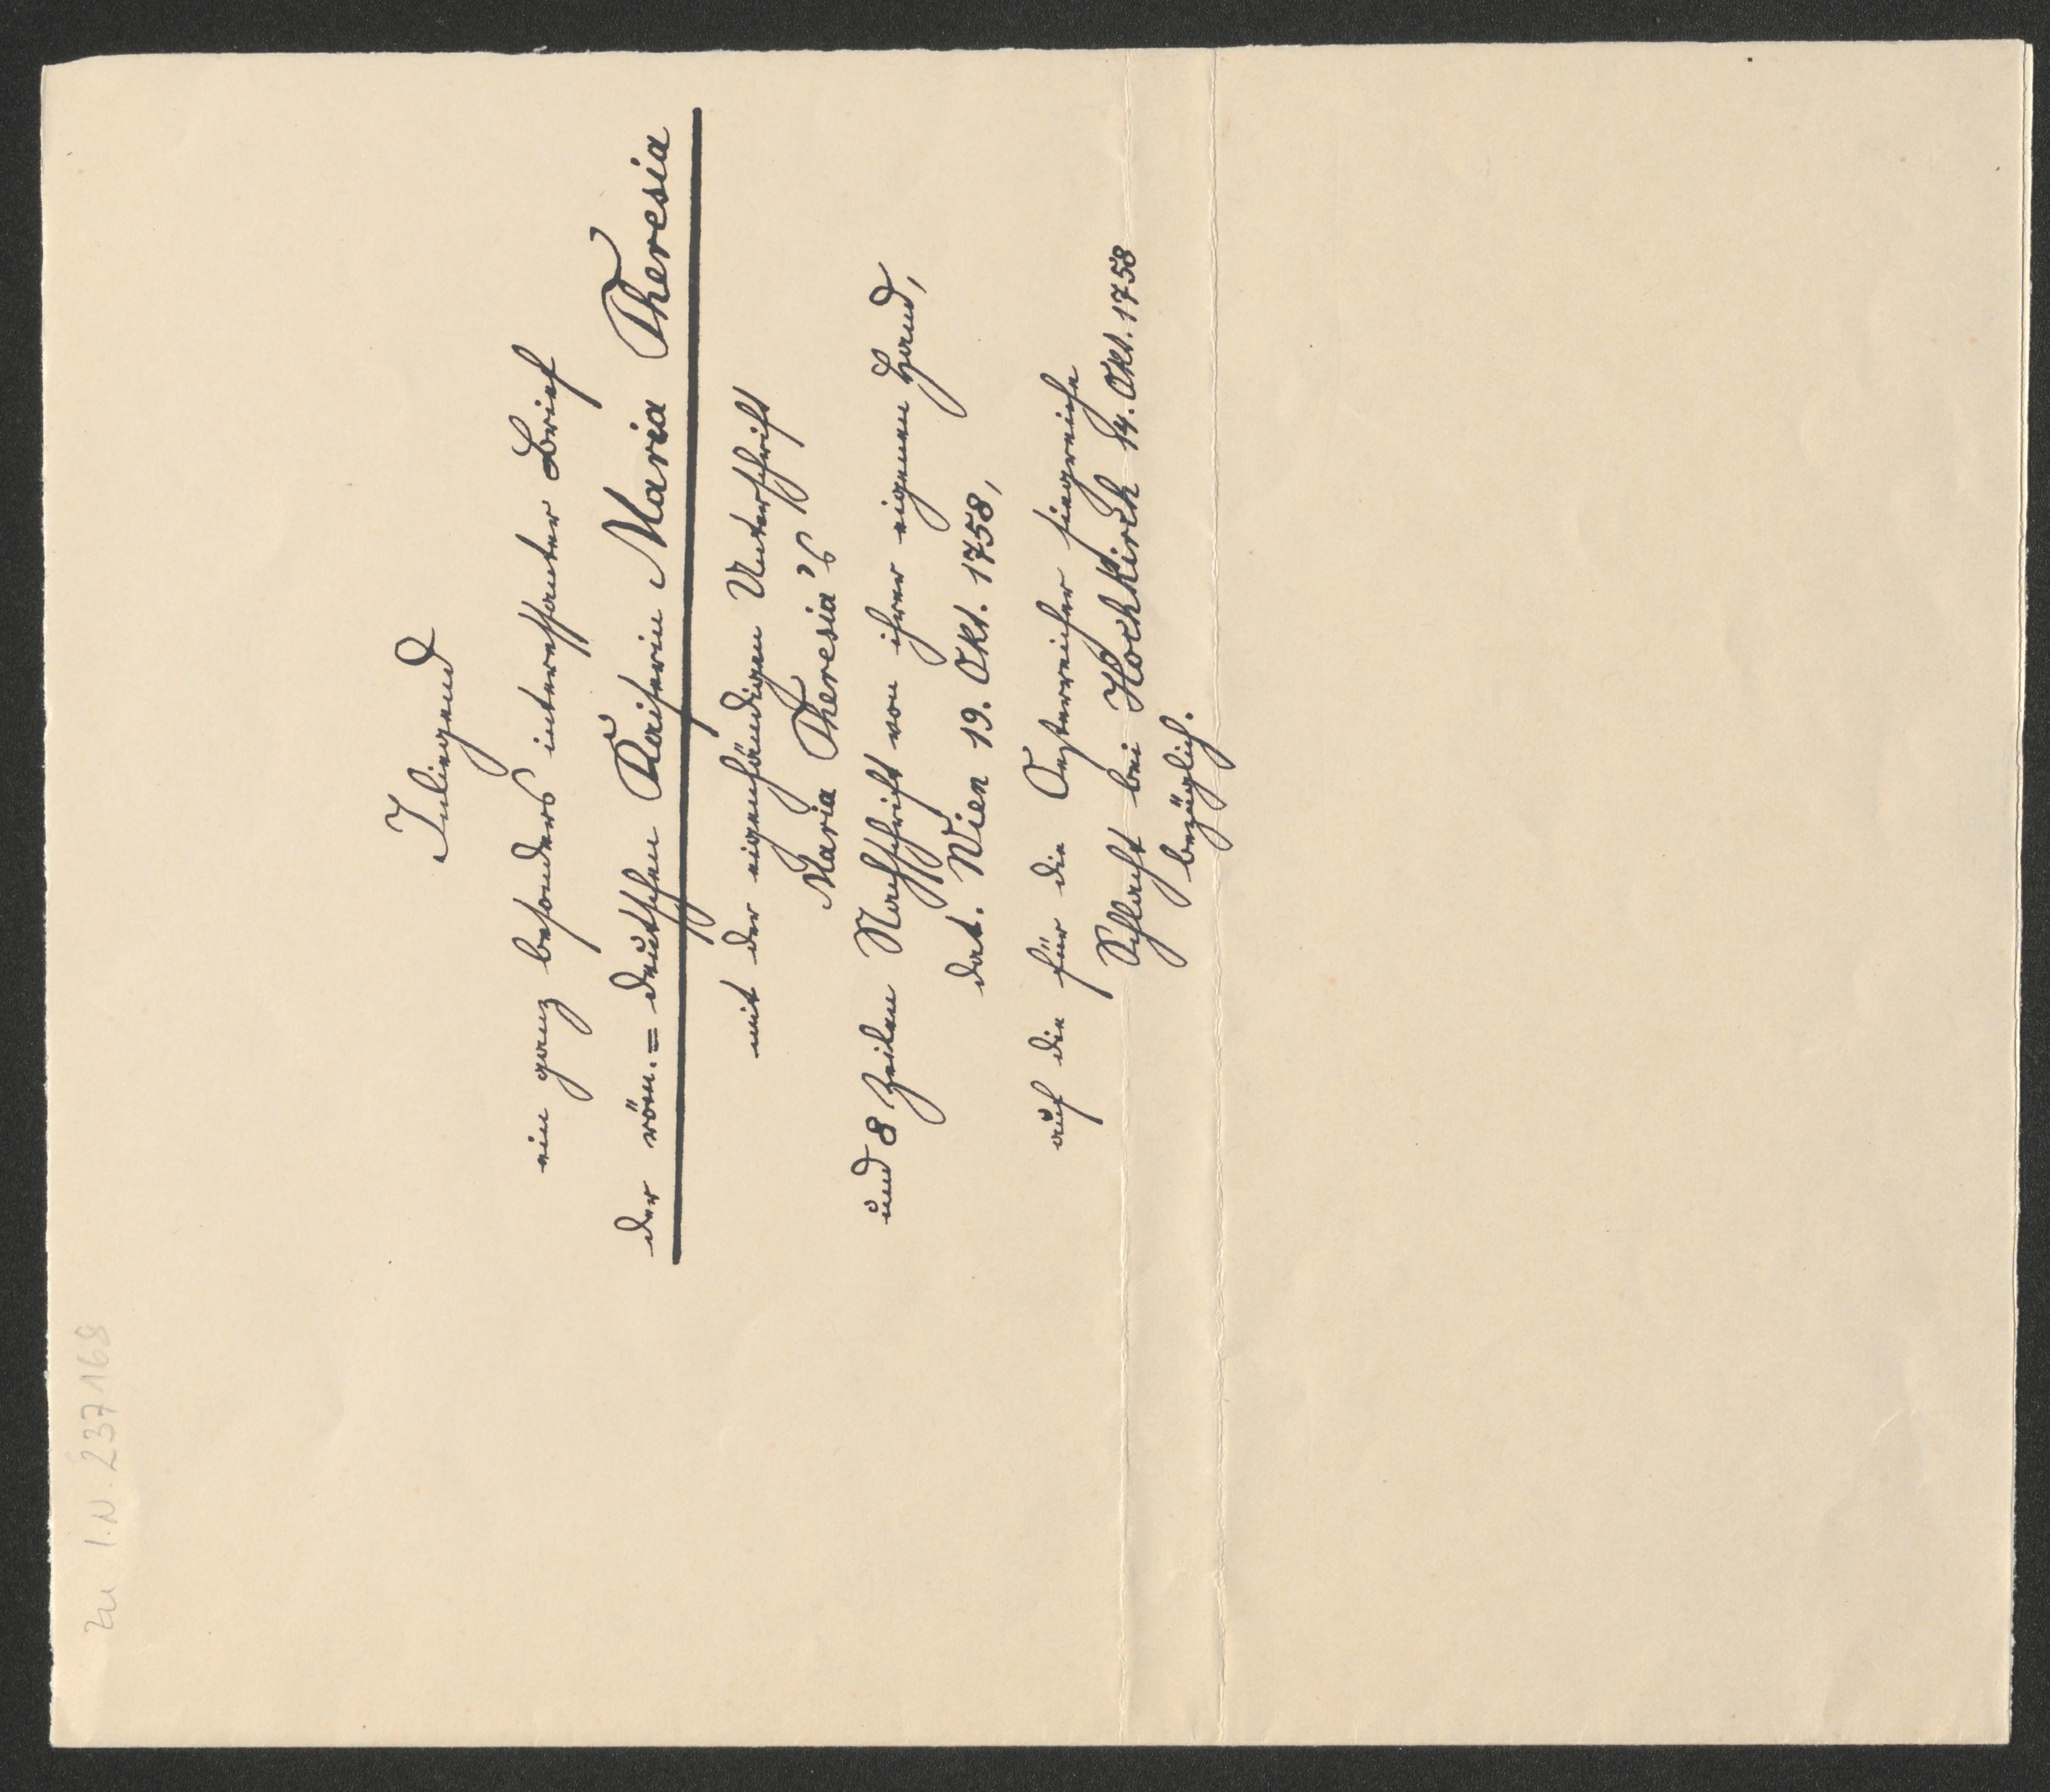 Inliegend
ein ganz besonders interessanter Brief
der röm.=deutschen Kaiserin Maria Theresia
mit der eigenhändigen Unterschrift
Maria Theresia's
und 8 Zeilen Nachschrift von ihrer eigenen Hand,
dat. Wien 19. Okt. 1758,
auf die für die Oesterreicher siegreiche
Schlacht bei Hochkirch 14. Okt. 1758
bezüglich.
zu I.N. 237168